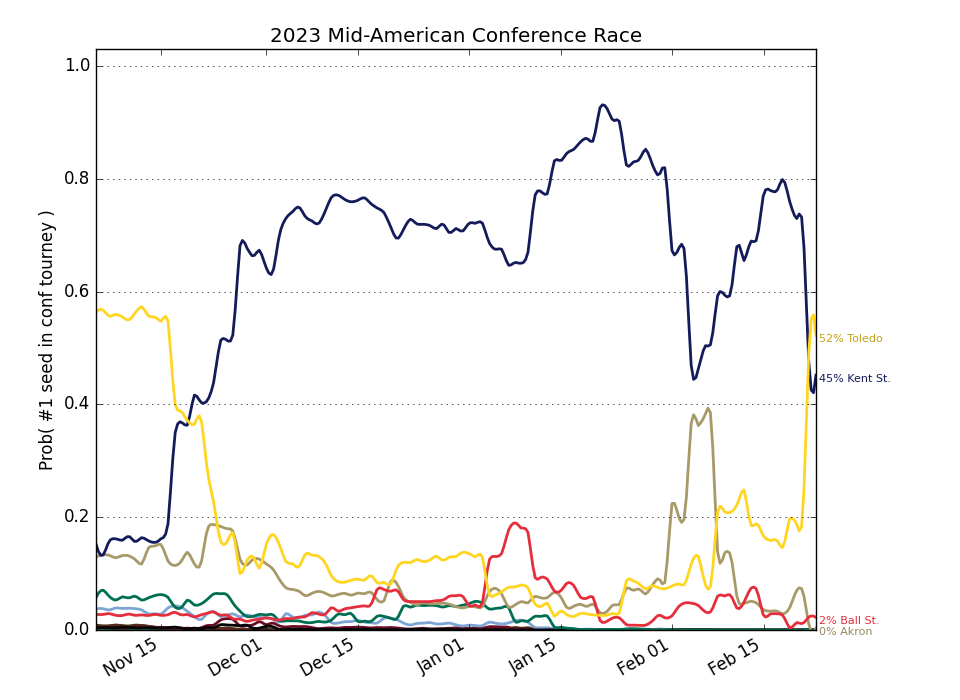 2023 Mid-American Conference Race
Prob( #1 seed in conf tourney )
1.0
0.8
0.6
0.4
0.2
0.0
Nov 15
Dec 01
Dec 15
Jan 01
Jan 15
Feb 01
Feb 15
52% Toledo
45% Kent St.
2% Ball St.
0% Akron